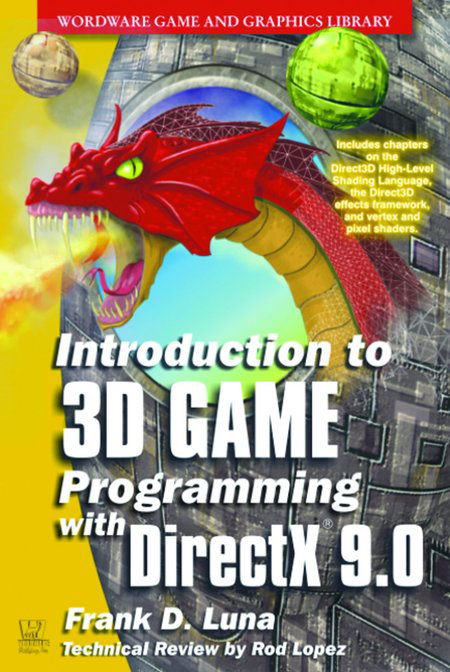 WORDWARE GAME AND GRAPHICS LIBRARY
Includes chapters
on the
Direct3D High-Level
Shading Language,
the Direct3D
effects framework,
and vertex and
pixel shaders.
Introduction to
3D GAME
Programming
with DirectX® 9.0
Frank D. Luna
Technical Review by Rod Lopez